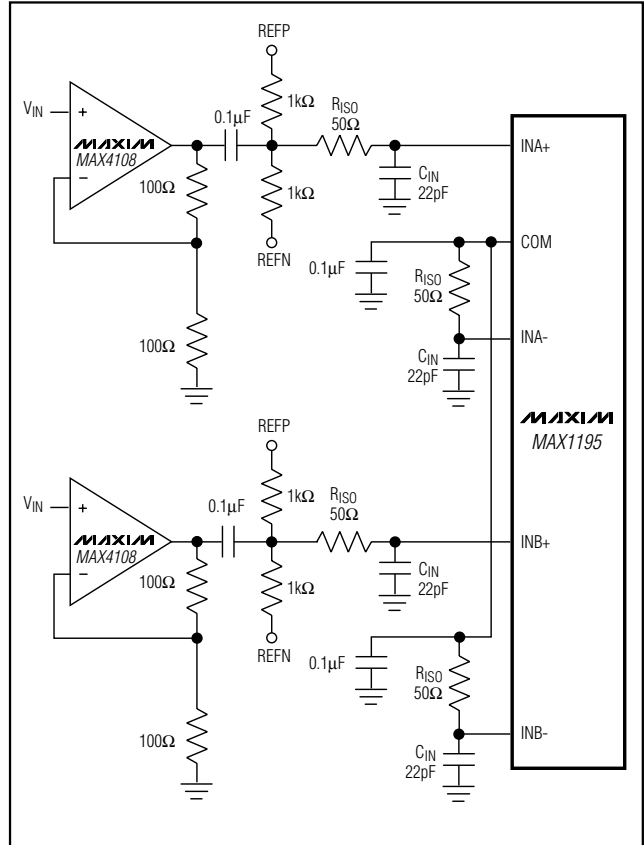 REFP
VIN
+
MAXIM
MAX4108
-
0.1µF
1kΩ
RISO
50Ω
INA+
100Ω
1kΩ
CIN
22pF
REFN
COM
0.1µF
RISO
50Ω
100Ω
INA-
CIN
22pF
MAXIM
MAX1195
REFP
VIN
+
MAXIM
MAX4108
-
0.1µF
1kΩ
RISO
50Ω
INB+
100Ω
1kΩ
CIN
22pF
REFN
0.1µF
RISO
50Ω
100Ω
INB-
CIN
22pF